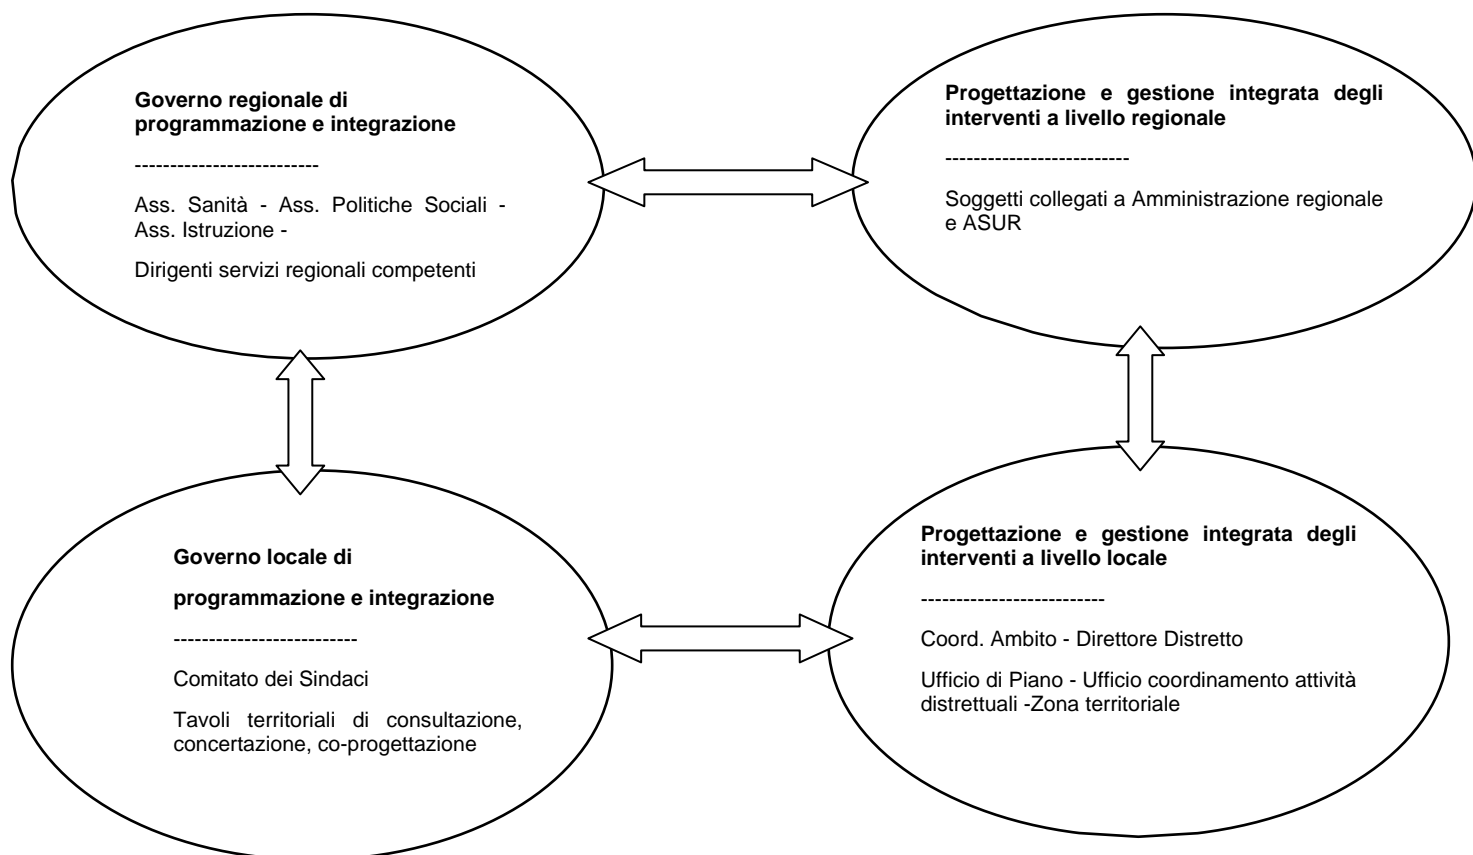 Governo regionale di
programmazione e integrazione
--------------------------
Ass. Sanità - Ass. Politiche Sociali -
Ass. Istruzione -
Dirigenti servizi regionali competenti
Progettazione e gestione integrata degli
interventi a livello regionale
--------------------------
Soggetti collegati a Amministrazione regionale
e ASUR
Governo locale di
programmazione e integrazione
--------------------------
Comitato dei Sindaci
Tavoli territoriali di consultazione,
concertazione, co-progettazione
Progettazione e gestione integrata degli
interventi a livello locale
--------------------------
Coord. Ambito - Direttore Distretto
Ufficio di Piano - Ufficio coordinamento attività
distrettuali -Zona territoriale